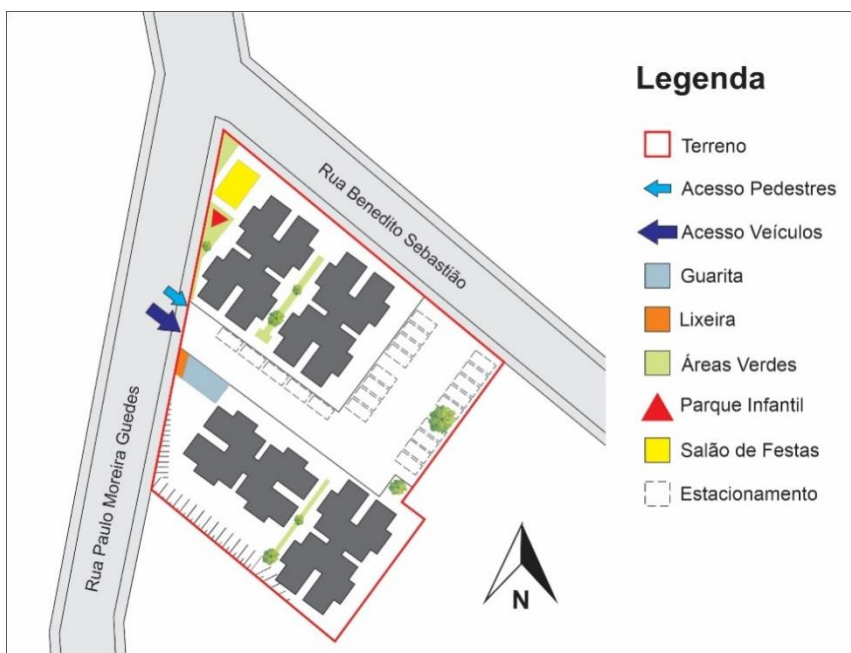 Legenda
Terreno
Acesso Pedestres
Acesso Veículos
Guarita
Lixeira
Áreas Verdes
Parque Infantil
Salão de Festas
Estacionamento
Rua Benedito Sebastião
Rua Paulo Moreira Guedes
N